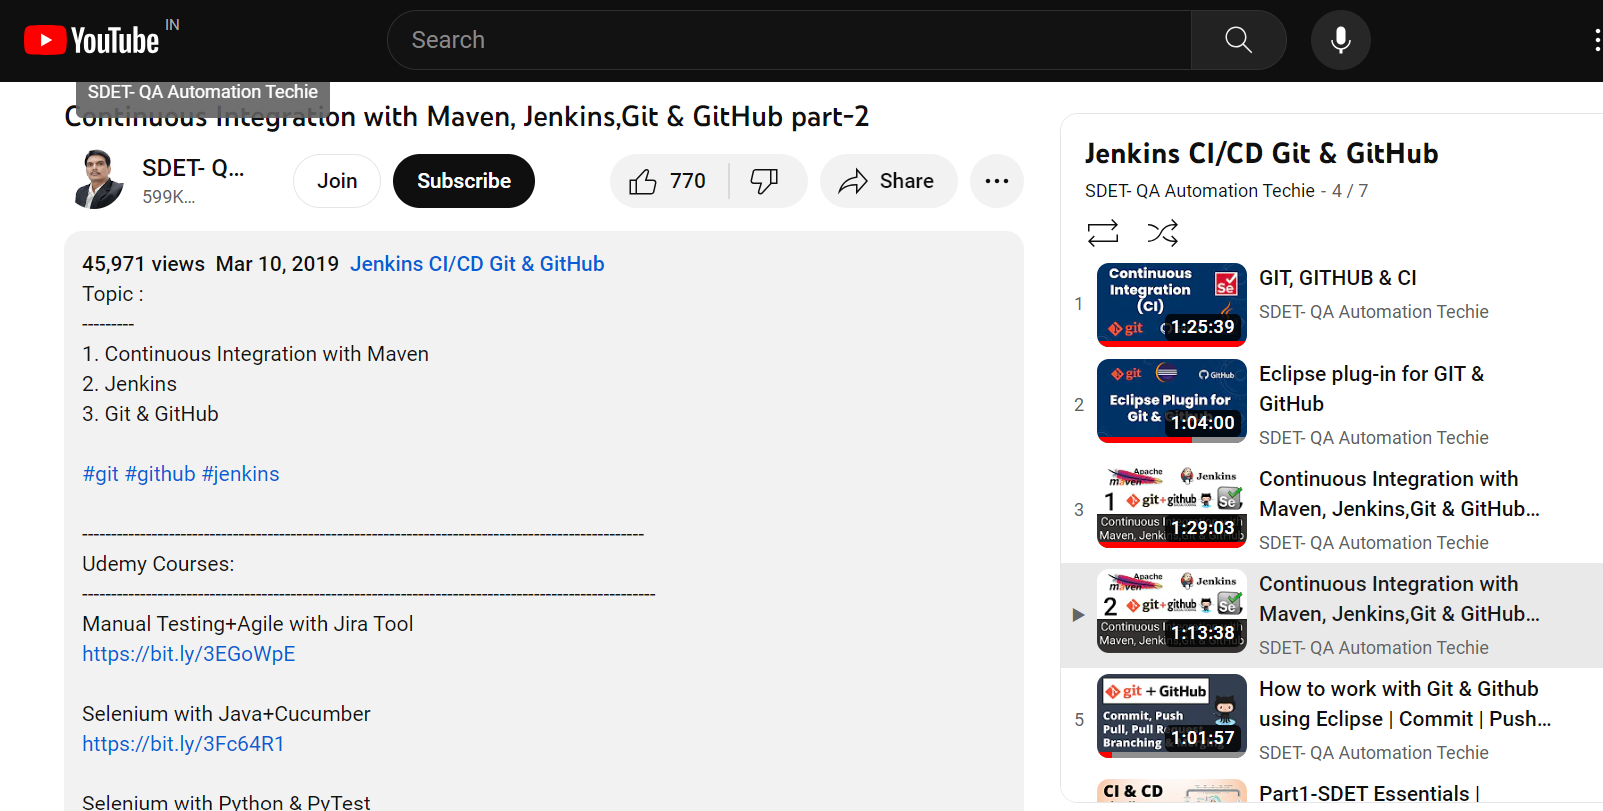 YouTube IN
Search
SDET- QA Automation Techie
Continuous Integration with Maven, Jenkins,Git & GitHub part-2
SDET- Q...
599K...
Join
Subscribe
770
Share
45,971 views Mar 10, 2019 Jenkins CI/CD Git & GitHub
Topic :
---------
1. Continuous Integration with Maven
2. Jenkins
3. Git & GitHub
#git #github #jenkins
-------------------------------------------------------------------------------------------------
Udemy Courses:
---------------------------------------------------------------------------------------------------
Manual Testing+Agile with Jira Tool
https://bit.ly/3EGoWpE
Selenium with Java+Cucumber
https://bit.ly/3Fc64R1
Selenium with Python & PyTest
Jenkins CI/CD Git & GitHub
SDET- QA Automation Techie - 4 / 7
1
Continuous
Integration
(CI)
Se
git
1:25:39
GIT, GITHUB & CI
SDET- QA Automation Techie
2
git
GitHub
Eclipse Plugin for
Git &
1:04:00
Eclipse plug-in for GIT &
GitHub
SDET- QA Automation Techie
3
Apache
maven
Jenkins
1
git+github
Se
Continuous
Maven, Jenkins
1:29:03
Continuous Integration with
Maven, Jenkins,Git & GitHub...
SDET- QA Automation Techie
Apache
maven
Jenkins
2
git+github
Se
Continuous
Maven,
1:13:38
Continuous Integration with
Maven, Jenkins,Git & GitHub...
SDET- QA Automation Techie
5
git + GitHub
Commit, Push
Pull, Pull
Branching &
1:01:57
How to work with Git & Github
using Eclipse | Commit | Push...
SDET- QA Automation Techie
CI & CD
Part1-SDET Essentials |